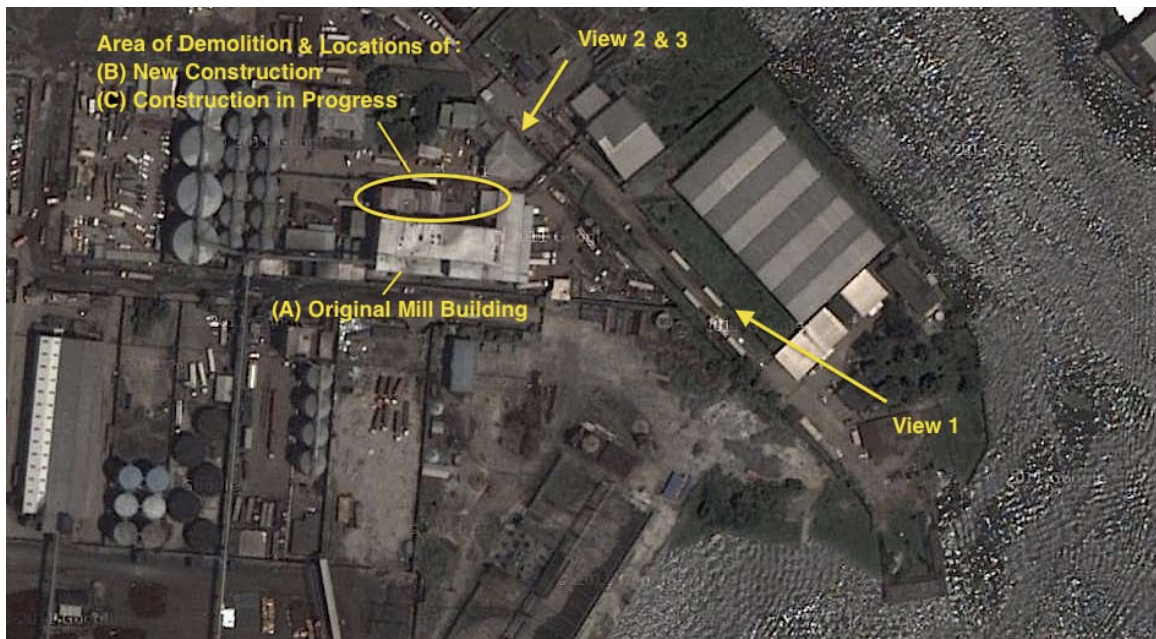 Area of Demolition & Locations of :
(B) New Construction
(C) Construction in Progress
View 2 & 3
(A) Original Mill Building
View 1